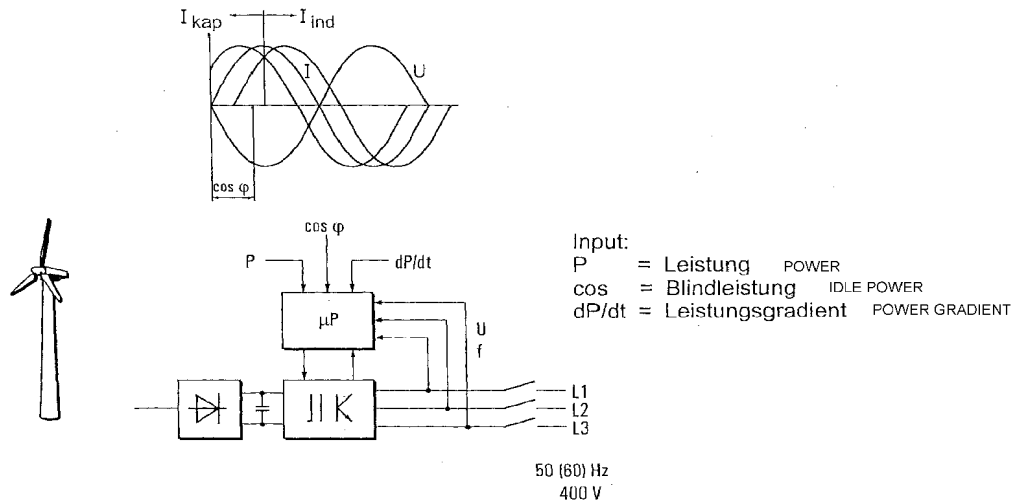 I kap I ind
I U
cos φ
cos φ
P dP/dt
µP
U
f
L1
L2
L3
50 (60) Hz
400 V
Input:
P = Leistung POWER
cos = Blindleistung IDLE POWER
dP/dt = Leistungsgradient POWER GRADIENT